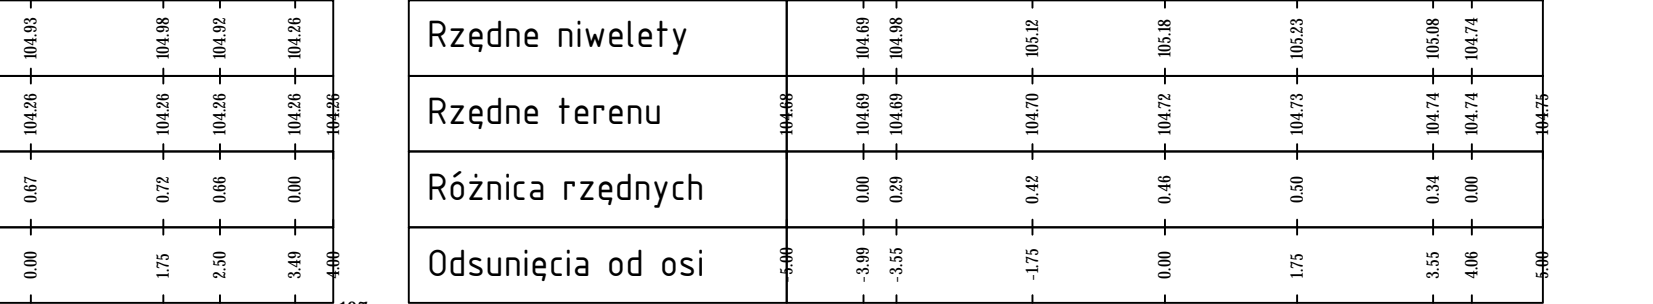 104.93 104.98 104.92 104.26
104.26 104.26 104.26 104.26 104.26
0.67 0.72 0.66 0.00
0.00 1.75 2.50 3.49 4.00
Rzędne niwelety 104.69 104.98 105.12 105.18 105.23 105.08 104.74
Rzędne terenu 104.68 104.69 104.69 104.70 104.72 104.73 104.74 104.74 104.75
Różnica rzędnych 0.00 0.29 0.42 0.46 0.50 0.34 0.00
Odsunięcia od osi -5.00 -3.99 -3.55 -1.75 0.00 1.75 3.55 4.06 5.00